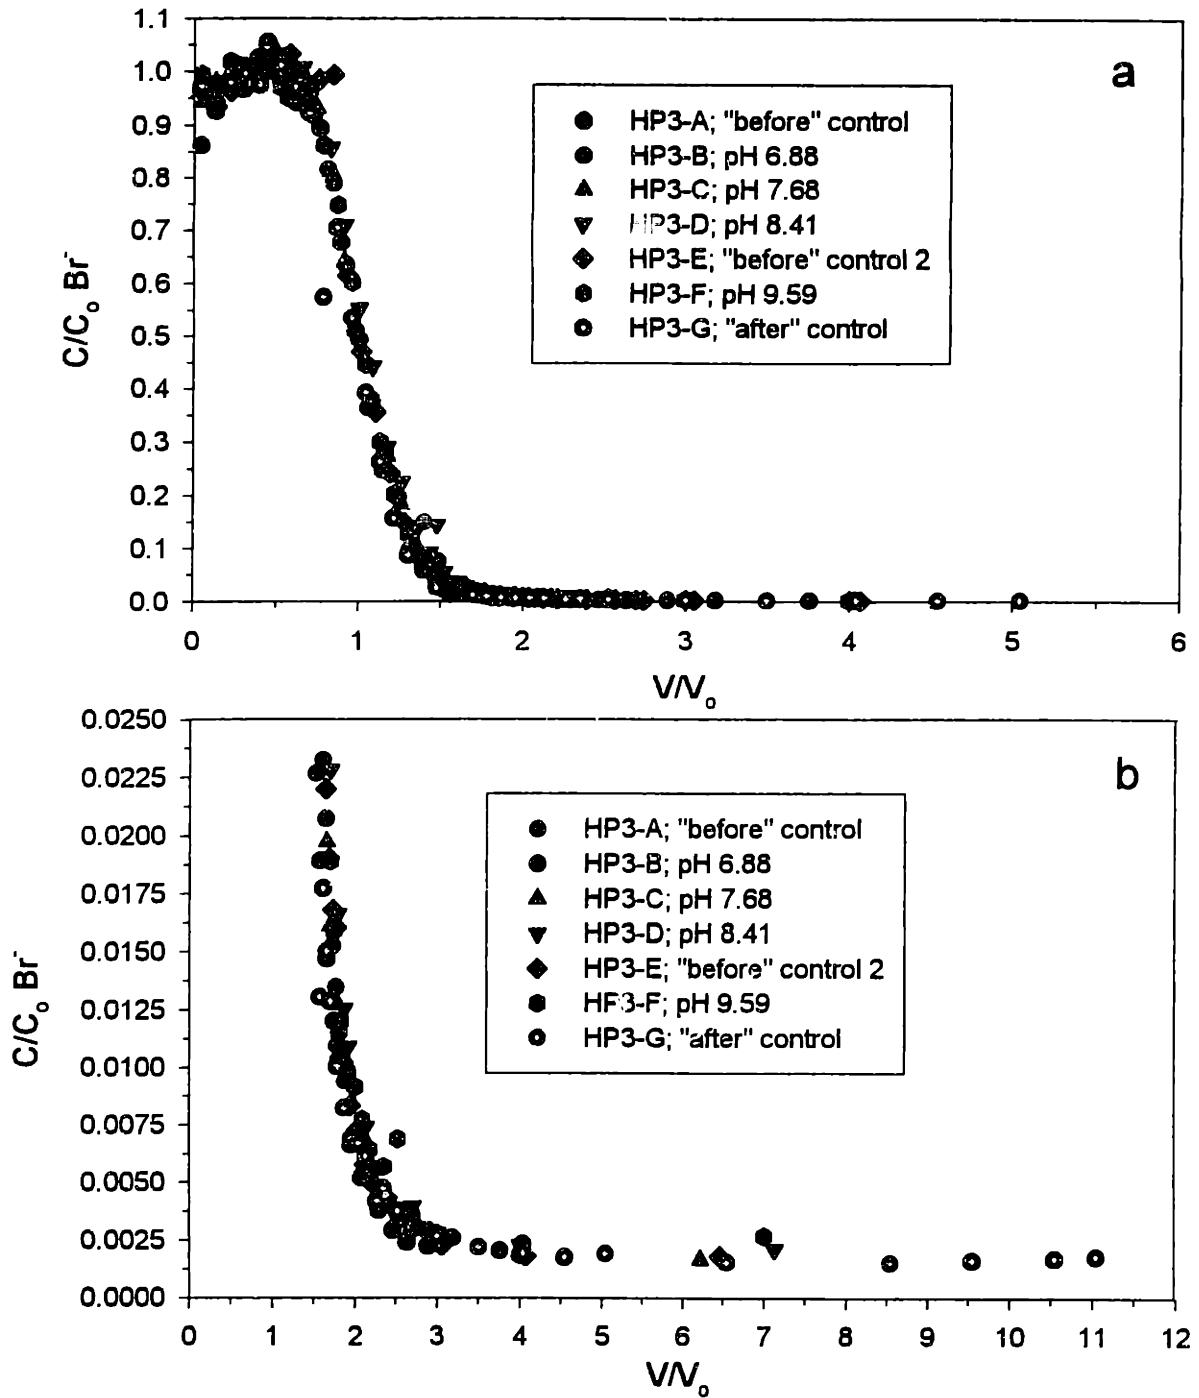 1.1
1.0
0.9
0.8
0.7
0.6
0.5
0.4
0.3
0.2
0.1
0.0
C/Co Br-
a
HP3-A; "before" control
HP3-B; pH 6.88
HP3-C; pH 7.68
HP3-D; pH 8.41
HP3-E; "before" control 2
HP3-F; pH 9.59
HP3-G; "after" control
0 1 2 3 4 5 6
V/Vo
0.0250
0.0225
0.0200
0.0175
0.0150
0.0125
0.0100
0.0075
0.0050
0.0025
0.0000
C/Co Br-
b
HP3-A; "before" control
HP3-B; pH 6.88
HP3-C; pH 7.68
HP3-D; pH 8.41
HP3-E; "before" control 2
HP3-F; pH 9.59
HP3-G; "after" control
0 1 2 3 4 5 6 7 8 9 10 11 12
V/Vo